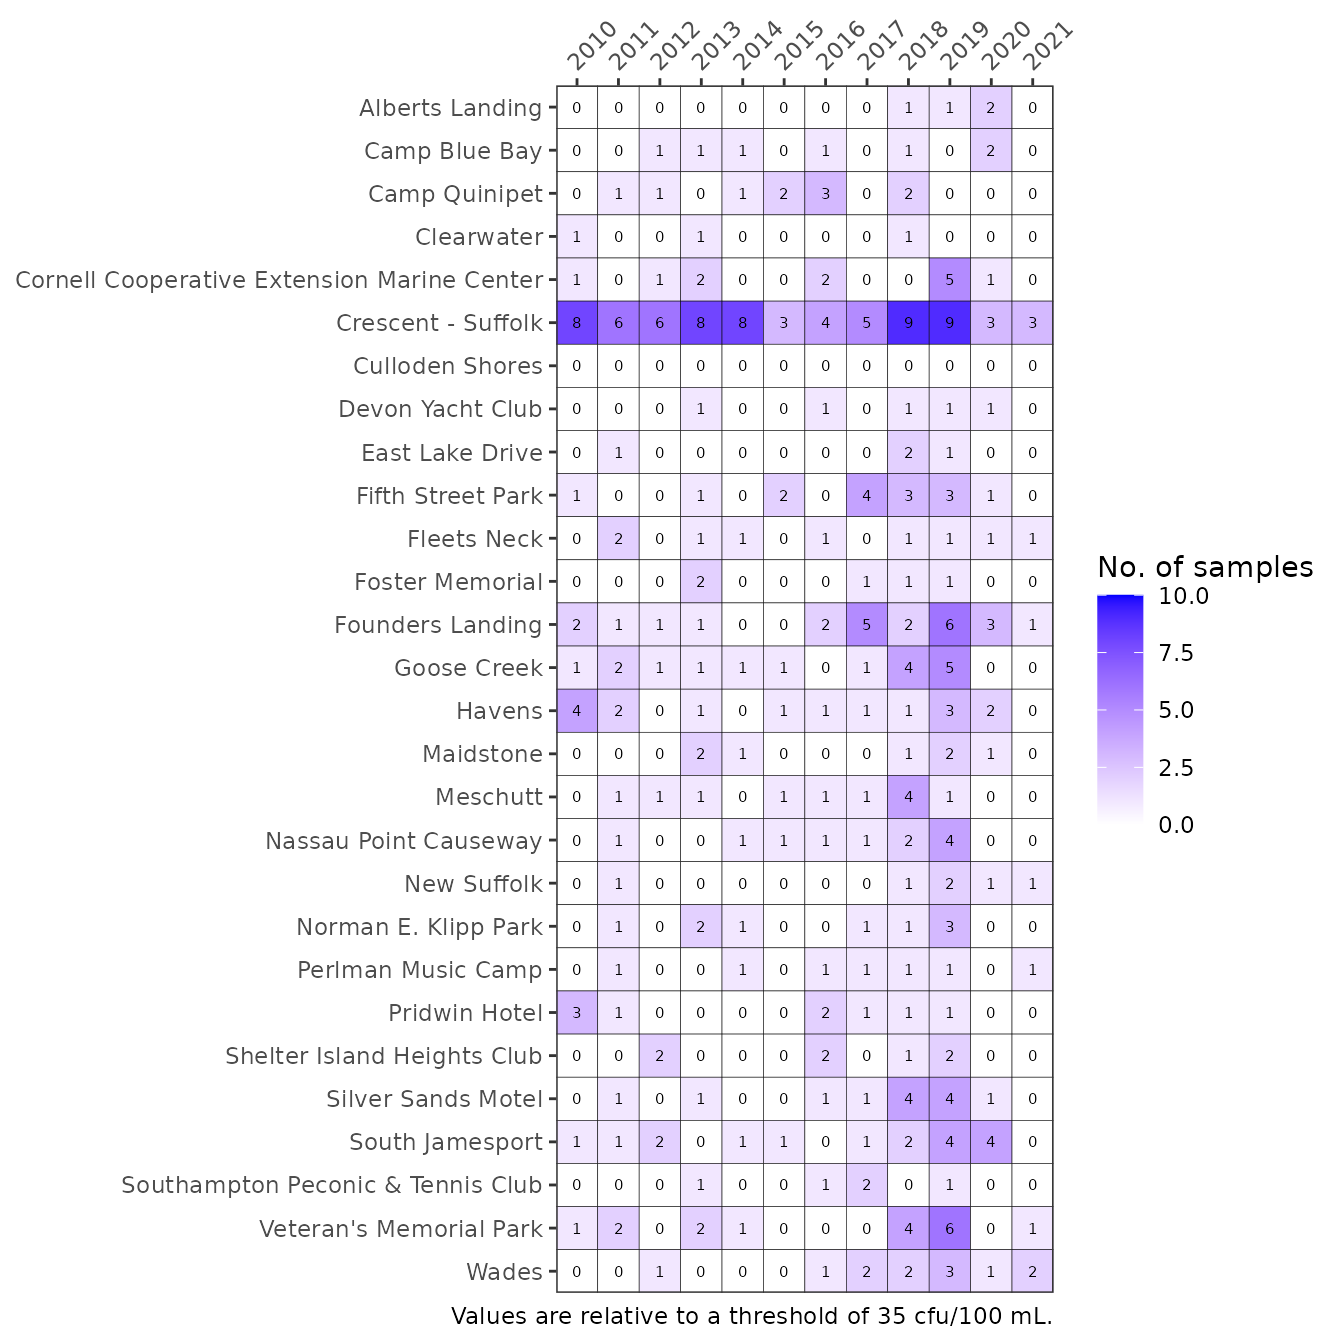 2010 2011 2012 2013 2014 2015 2016 2017 2018 2019 2020 2021
Alberts Landing 0 0 0 0 0 0 0 0 1 1 2 0
Camp Blue Bay 0 0 1 1 1 0 1 0 1 0 2 0
Camp Quinipet 0 1 1 0 1 2 3 0 2 0 0 0
Clearwater 1 0 0 1 0 0 0 0 1 0 0 0
Cornell Cooperative Extension Marine Center 1 0 1 2 0 0 2 0 0 5 1 0
Crescent - Suffolk 8 6 6 8 8 3 4 5 9 9 3 3
Culloden Shores 0 0 0 0 0 0 0 0 0 0 0 0
Devon Yacht Club 0 0 0 1 0 0 1 0 1 1 1 0
East Lake Drive 0 1 0 0 0 0 0 0 2 1 0 0
Fifth Street Park 1 0 0 1 0 2 0 4 3 3 1 0
Fleets Neck 0 2 0 1 1 0 1 0 1 1 1 1
Foster Memorial 0 0 0 2 0 0 0 1 1 1 0 0
Founders Landing 2 1 1 1 0 0 2 5 2 6 3 1
Goose Creek 1 2 1 1 1 1 0 1 4 5 0 0
Havens 4 2 0 1 0 1 1 1 1 3 2 0
Maidstone 0 0 0 2 1 0 0 0 1 2 1 0
Meschutt 0 1 1 1 0 1 1 1 4 1 0 0
Nassau Point Causeway 0 1 0 0 1 1 1 1 2 4 0 0
New Suffolk 0 1 0 0 0 0 0 0 1 2 1 1
Norman E. Klipp Park 0 1 0 2 1 0 0 1 1 3 0 0
Perlman Music Camp 0 1 0 0 1 0 1 1 1 1 0 1
Pridwin Hotel 3 1 0 0 0 0 2 1 1 1 0 0
Shelter Island Heights Club 0 0 2 0 0 0 2 0 1 2 0 0
Silver Sands Motel 0 1 0 1 0 0 1 1 4 4 1 0
South Jamesport 1 1 2 0 1 1 0 1 2 4 4 0
Southampton Peconic & Tennis Club 0 0 0 1 0 0 1 2 0 1 0 0
Veteran's Memorial Park 1 2 0 2 1 0 0 0 4 6 0 1
Wades 0 0 1 0 0 0 1 2 2 3 1 2
Values are relative to a threshold of 35 cfu/100 mL.
No. of samples
10.0
7.5
5.0
2.5
0.0